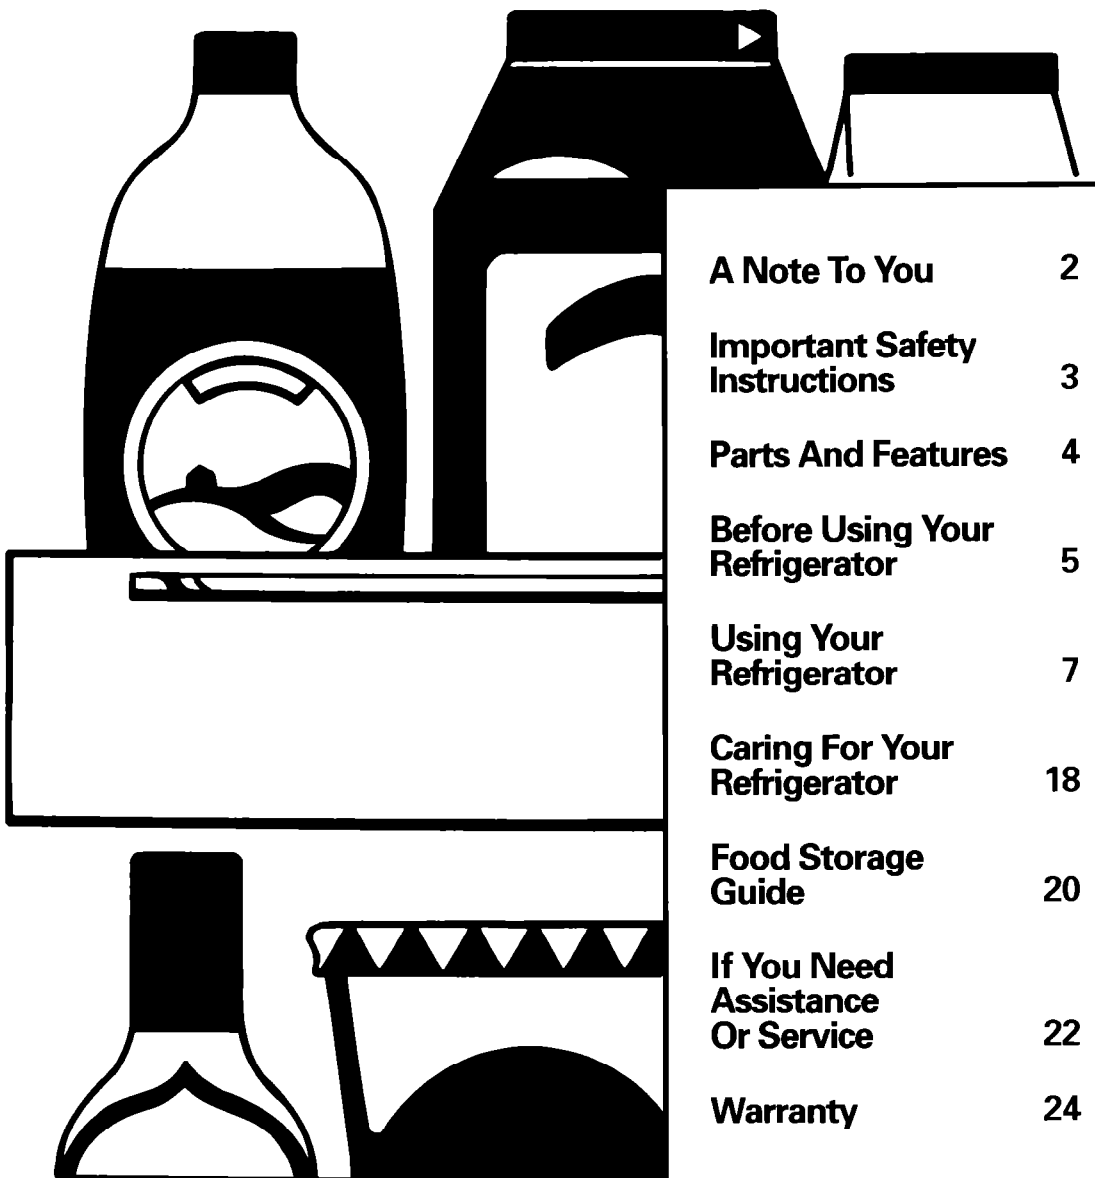 A Note To You 2
Important Safety
Instructions 3
Parts And Features 4
Before Using Your
Refrigerator 5
Using Your
Refrigerator 7
Caring For Your
Refrigerator 18
Food Storage
Guide 20
If You Need
Assistance
Or Service 22
Warranty 24